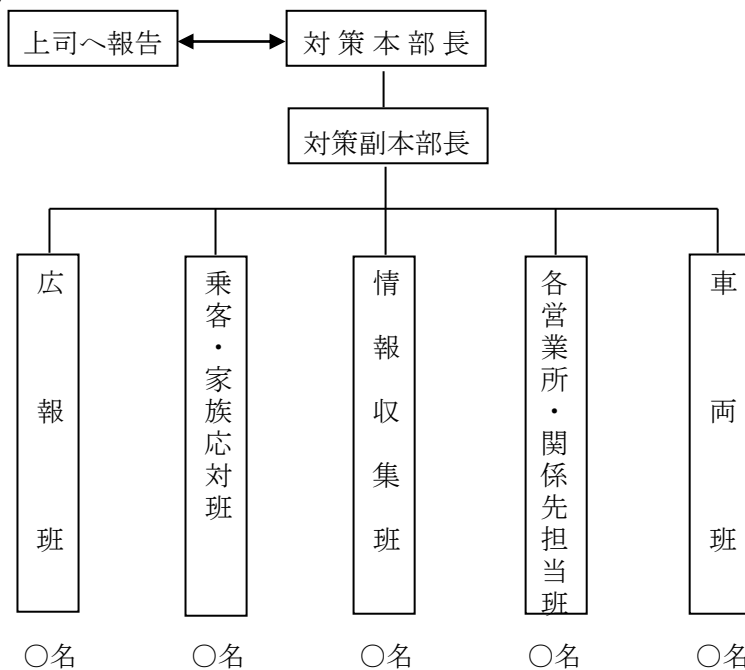 上司へ報告
対策本部長
対策副本部長
広報班
乗客・家族応対班
情報収集班
各営業所・関係先担当班
車両班
○名
○名
○名
○名
○名